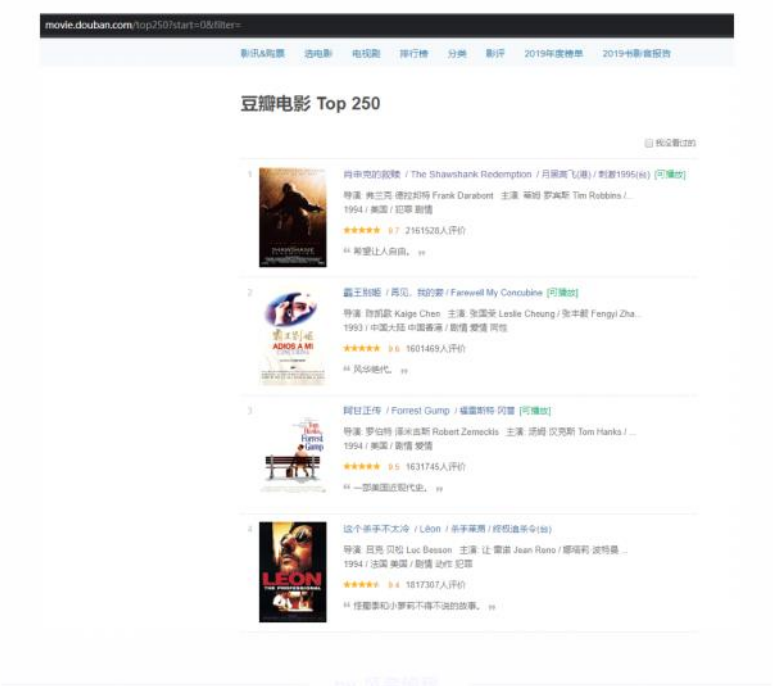 movie.douban.com/top250?start=0&filter=
影讯&购票 选电影 电视剧 排行榜 分类 影评 2019年度榜单 2019书影音报告
豆瓣电影 Top 250
我没看过的
1
肖申克的救赎 / The Shawshank Redemption / 月黑高飞(港) / 刺激1995(台) [可播放]
导演: 弗兰克·德拉邦特 Frank Darabont 主演: 蒂姆·罗宾斯 Tim Robbins /...
1994 / 美国 / 犯罪 剧情
9.7 2161528人评价
“ 希望让人自由。 ”
2
霸王别姬 / 再见,我的妾 / Farewell My Concubine [可播放]
导演: 陈凯歌 Kaige Chen 主演: 张国荣 Leslie Cheung / 张丰毅 Fengyi Zha...
1993 / 中国大陆 中国香港 / 剧情 爱情 同性
9.6 1601469人评价
“ 风华绝代。 ”
霸王别姬
ADIOS A MI
CONCUBINA
3
阿甘正传 / Forrest Gump / 福雷斯特·冈普 [可播放]
导演: 罗伯特·泽米吉斯 Robert Zemeckis 主演: 汤姆·汉克斯 Tom Hanks / ...
1994 / 美国 / 剧情 爱情
9.5 1631745人评价
“ 一部美国近现代史。 ”
Tom
Hanks
Forrest
Gump
4
这个杀手不太冷 / Léon / 杀手莱昂 / 终极追杀令(台)
导演: 吕克·贝松 Luc Besson 主演: 让·雷诺 Jean Reno / 娜塔莉·波特曼 ...
1994 / 法国 美国 / 剧情 动作 犯罪
9.4 1817307人评价
“ 怪蜀黍和小萝莉不得不说的故事。 ”
LEON
THE PROFESSIONAL